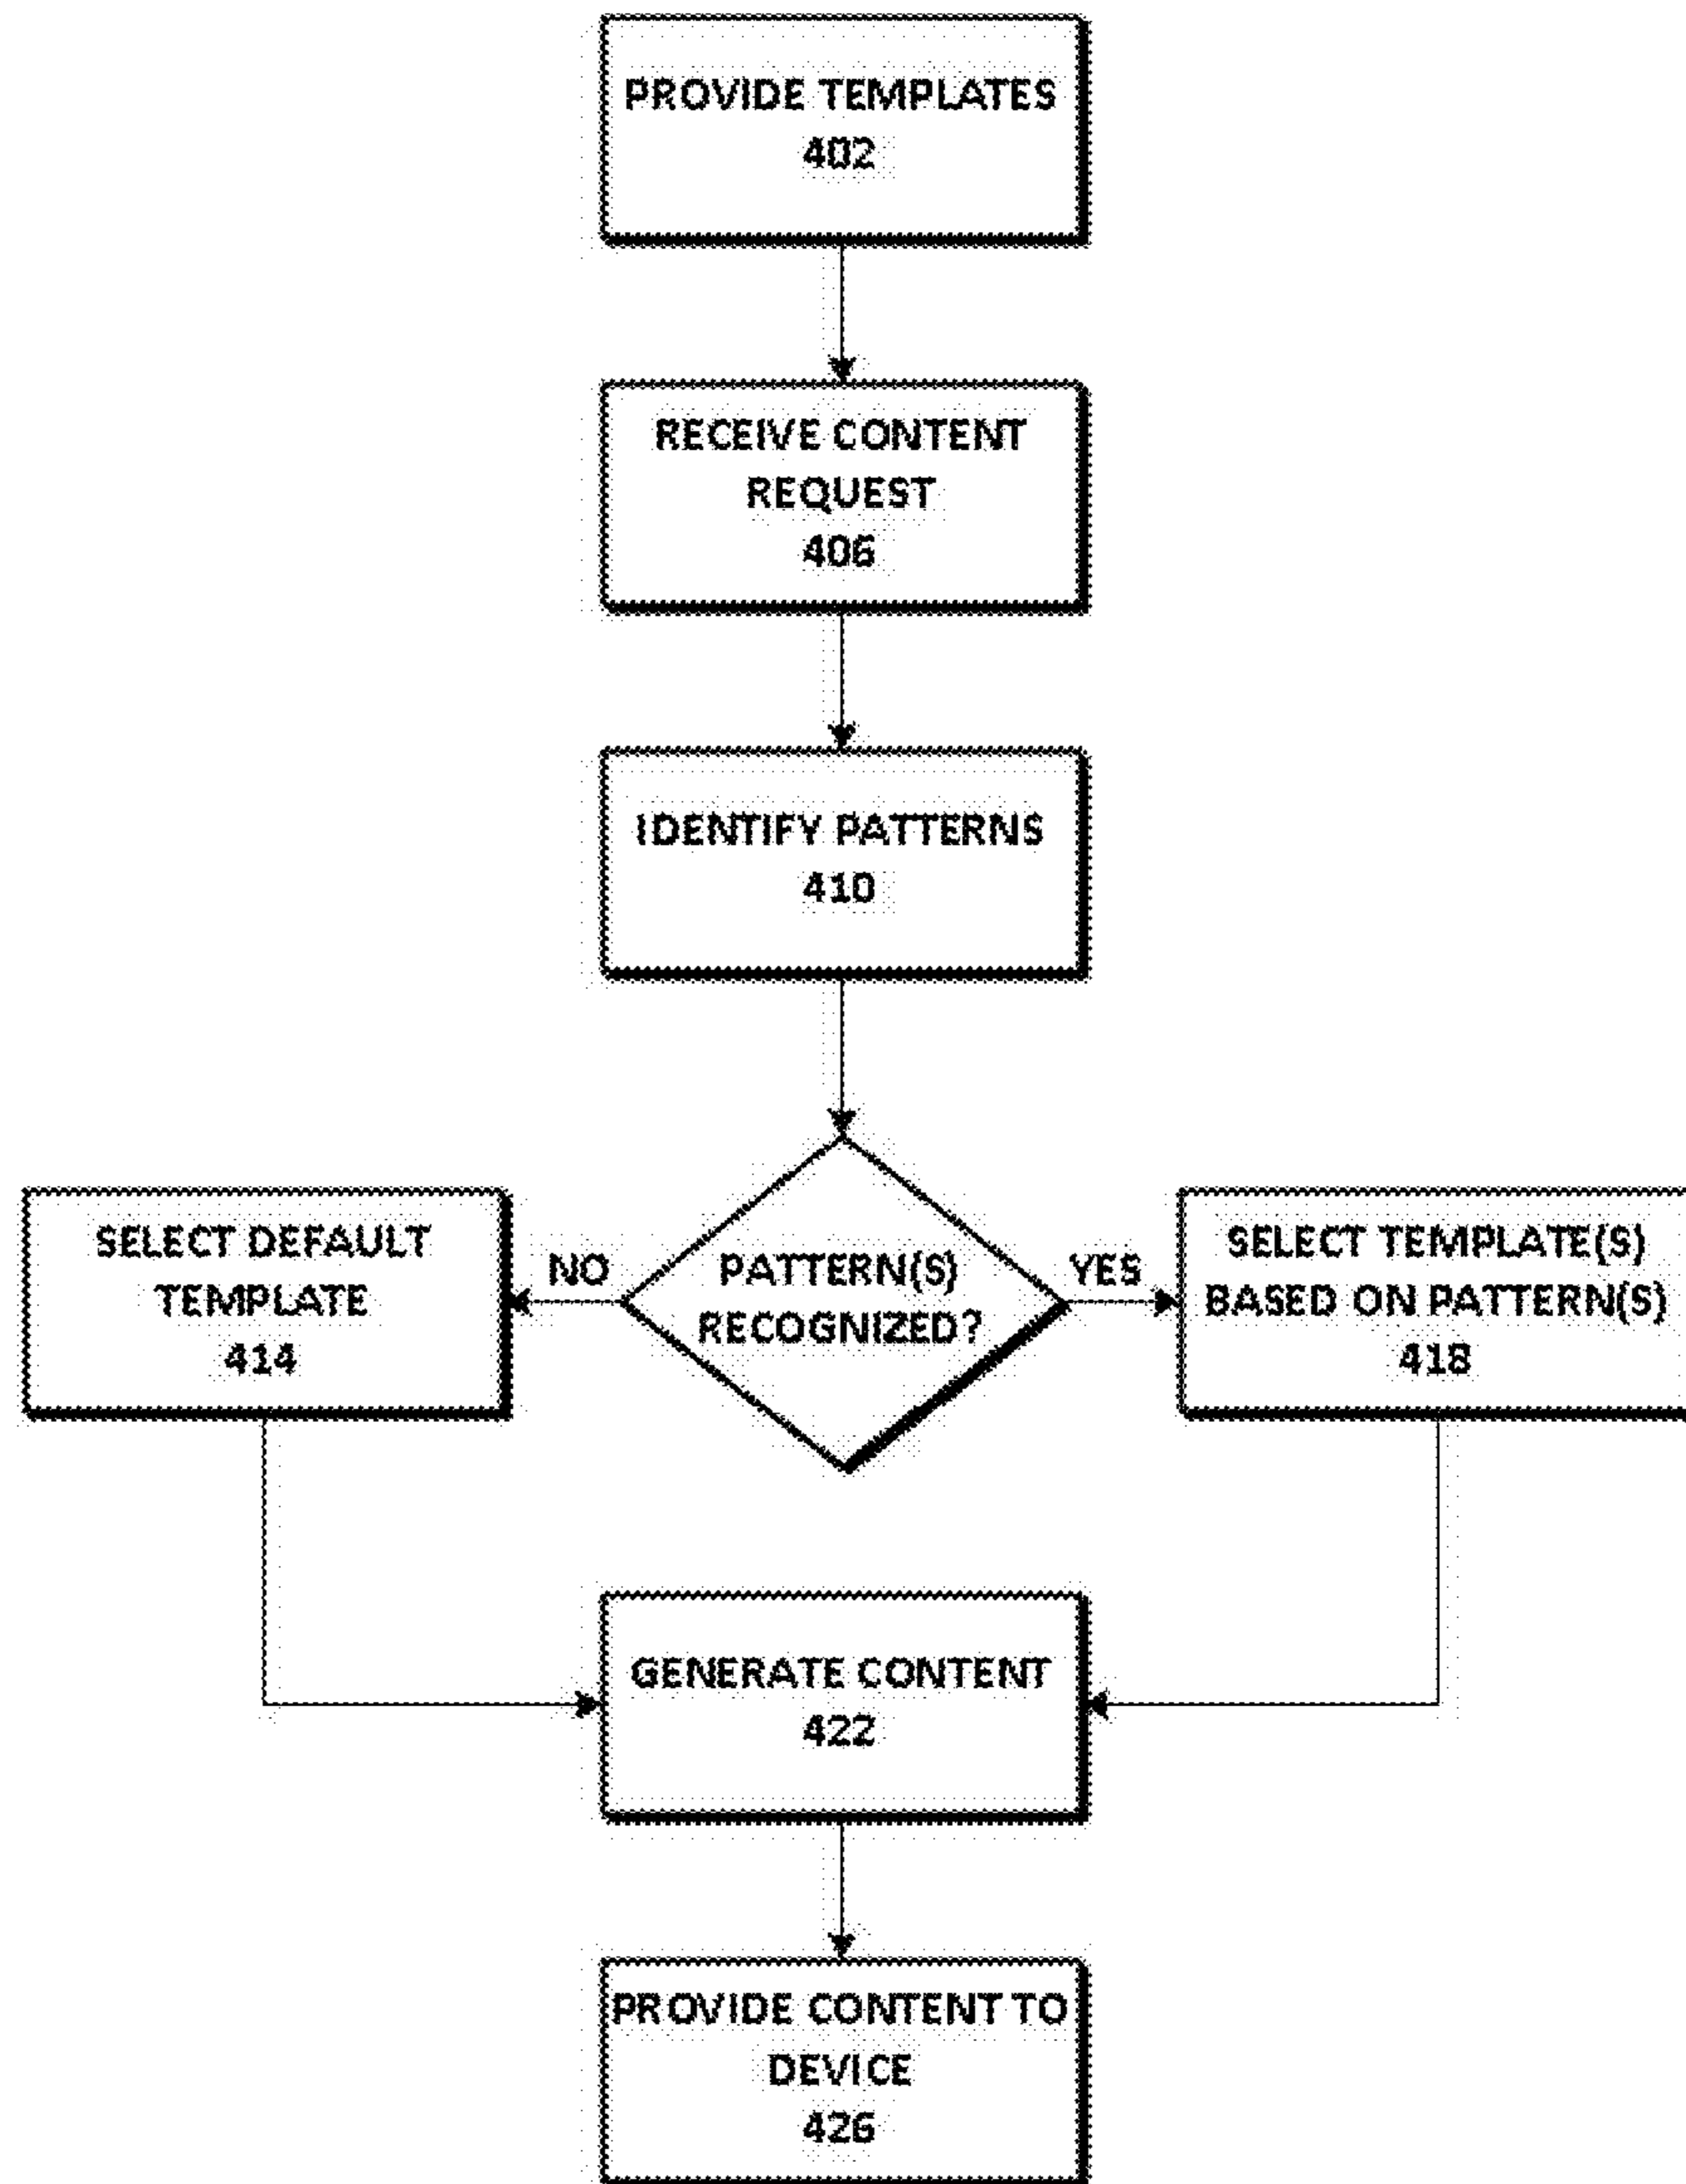 PROVIDE TEMPLATES
402
RECEIVE CONTENT
REQUEST
406
IDENTIFY PATTERNS
410
SELECT DEFAULT
TEMPLATE
414
NO
PATTERN(S)
RECOGNIZED?
YES
SELECT TEMPLATE(S)
BASED ON PATTERN(S)
418
GENERATE CONTENT
422
PROVIDE CONTENT TO
DEVICE
426